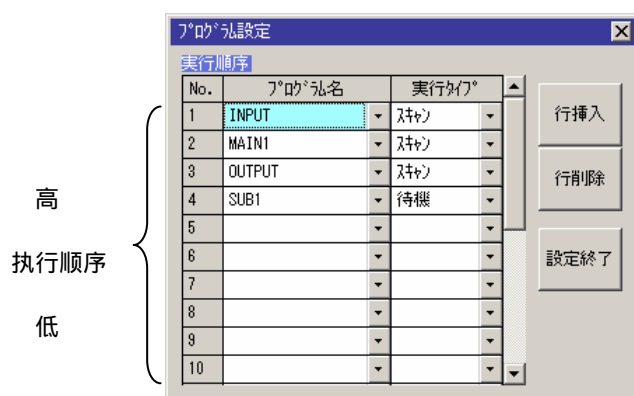 ﾌﾟﾛｸﾞﾗﾑ設定
実行順序
No. ﾌﾟﾛｸﾞﾗﾑ名 実行ﾀｲﾌﾟ
1 INPUT ｽｷｬﾝ
2 MAIN1 ｽｷｬﾝ
3 OUTPUT ｽｷｬﾝ
4 SUB1 待機
5
6
7
8
9
10
行挿入
行削除
設定終了
高
执行顺序
低